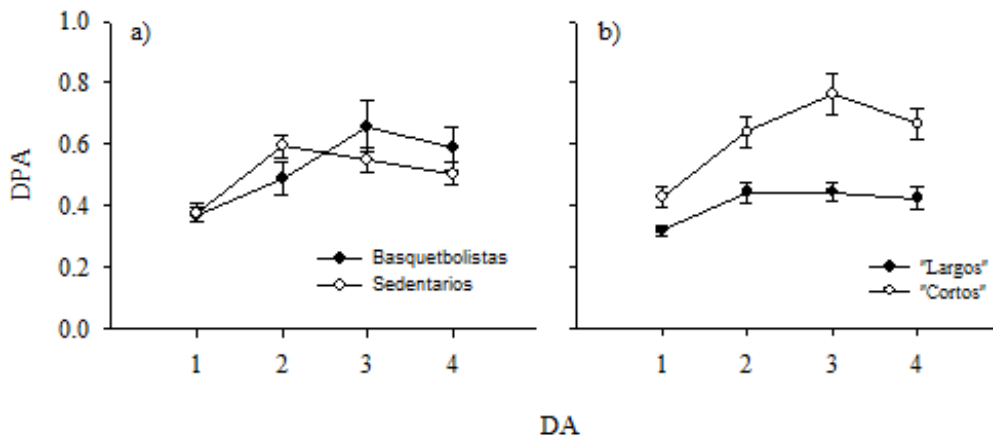 1.0
a)
b)
0.8
0.6
DPA
0.4
Basquetbolistas
Sedentarios
"Largos"
"Cortos"
0.2
0.0
1 2 3 4
1 2 3 4
DA